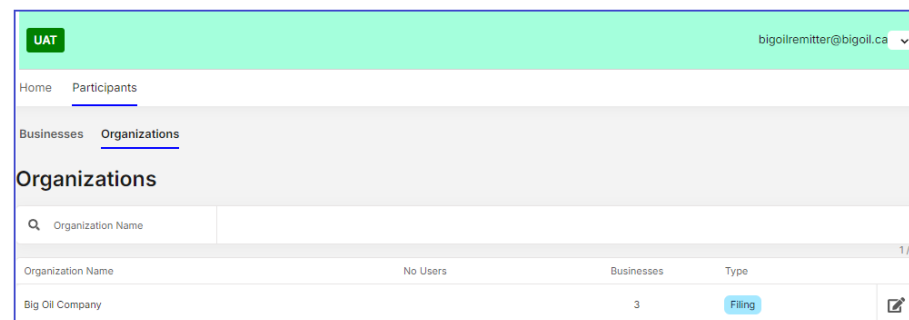 UAT bigoilremitter@bigoil.ca
Home Participants
Businesses Organizations
Organizations
Organization Name
1/
Organization Name No Users Businesses Type
Big Oil Company 3 Filing